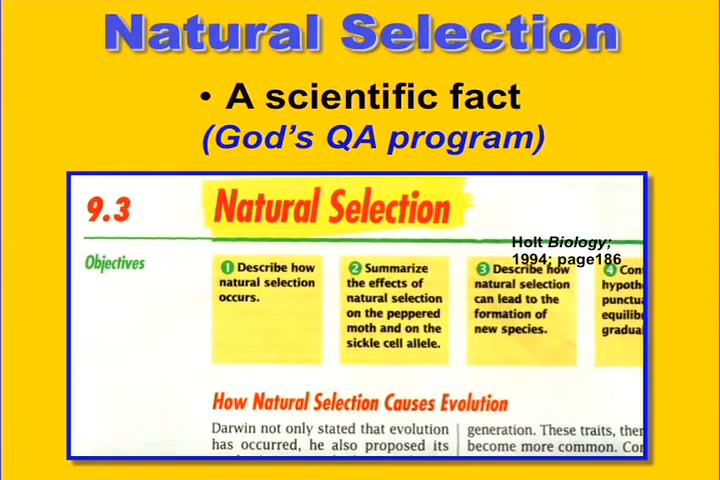 Natural Selection
• A scientific fact
(God's QA program)
9.3
Natural Selection
Holt Biology;
1994; page186
Objectives
1 Describe how
natural selection
occurs.
2 Summarize
the effects of
natural selection
on the peppered
moth and on the
sickle cell allele.
3 Describe how
natural selection
can lead to the
formation of
new species.
4
How Natural Selection Causes Evolution
Darwin not only stated that evolution
has occurred, he also proposed its
generation. These traits,
become more common.